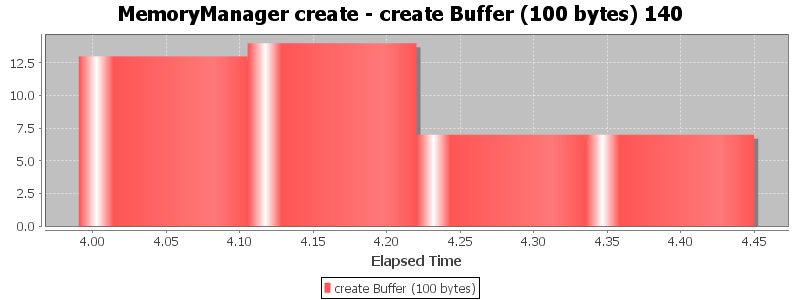 MemoryManager create - create Buffer (100 bytes) 140
12.5
10.0
7.5
5.0
2.5
0.0
4.00 4.05 4.10 4.15 4.20 4.25 4.30 4.35 4.40 4.45
Elapsed Time
create Buffer (100 bytes)